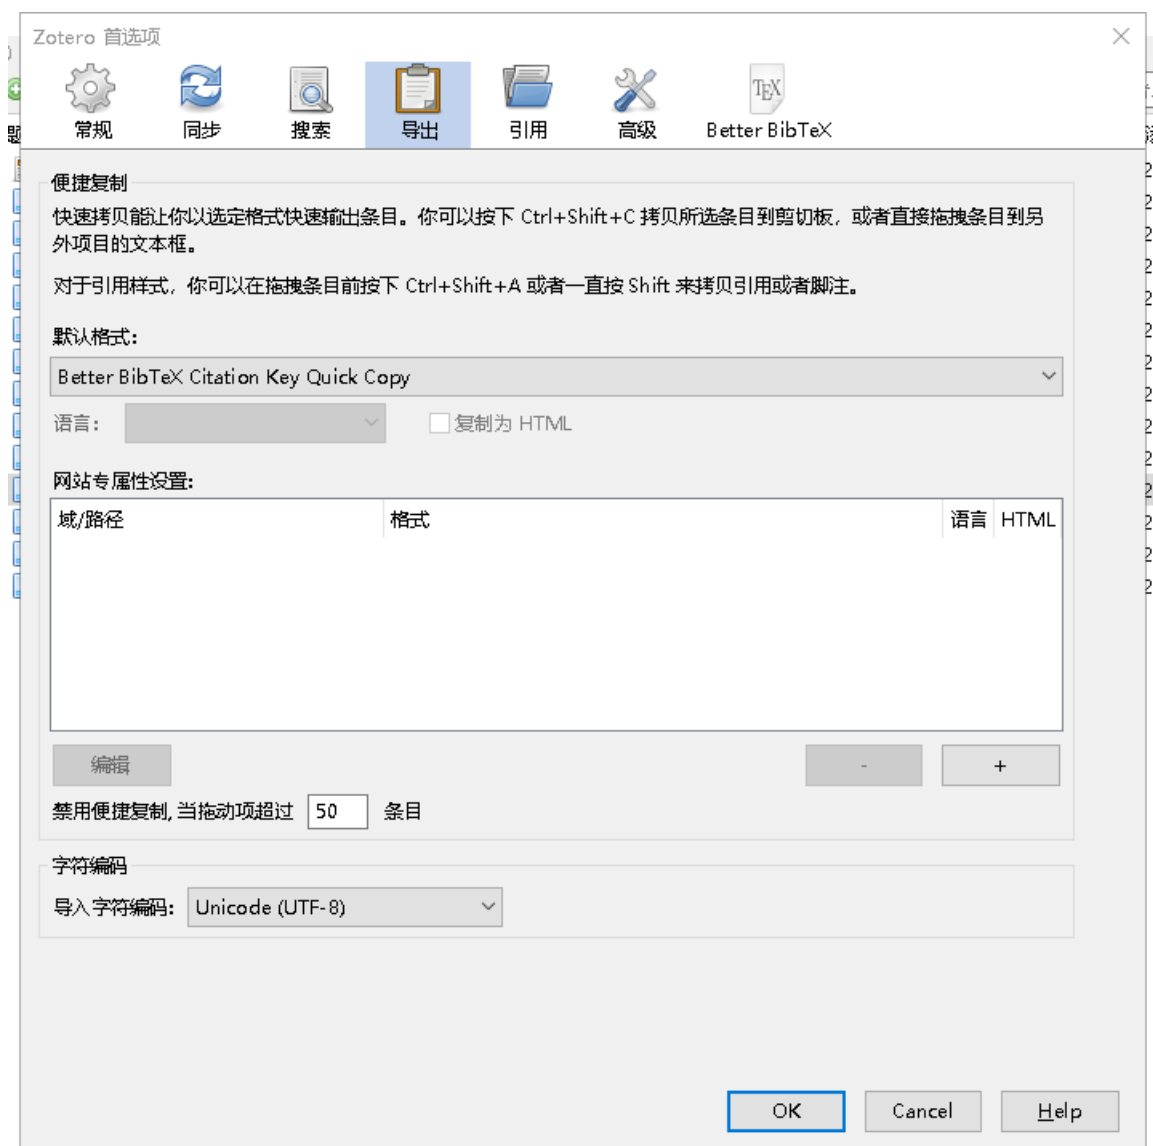 Zotero 首选项
常规 同步 搜索 导出 引用 高级 Better BibTeX
便捷复制
快速拷贝能让你以选定格式快速输出条目。你可以按下 Ctrl+Shift+C 拷贝所选条目到剪切板，或者直接拖拽条目到另
外项目的文本框。
对于引用样式，你可以在拖拽条目前按下 Ctrl+Shift+A 或者一直按 Shift 来拷贝引用或者脚注。
默认格式:
Better BibTeX Citation Key Quick Copy
语言: 复制为 HTML
网站专属性设置:
域/路径 格式 语言 HTML
编辑 - +
禁用便捷复制, 当拖动项超过 50 条目
字符编码
导入字符编码: Unicode (UTF-8)
OK Cancel Help